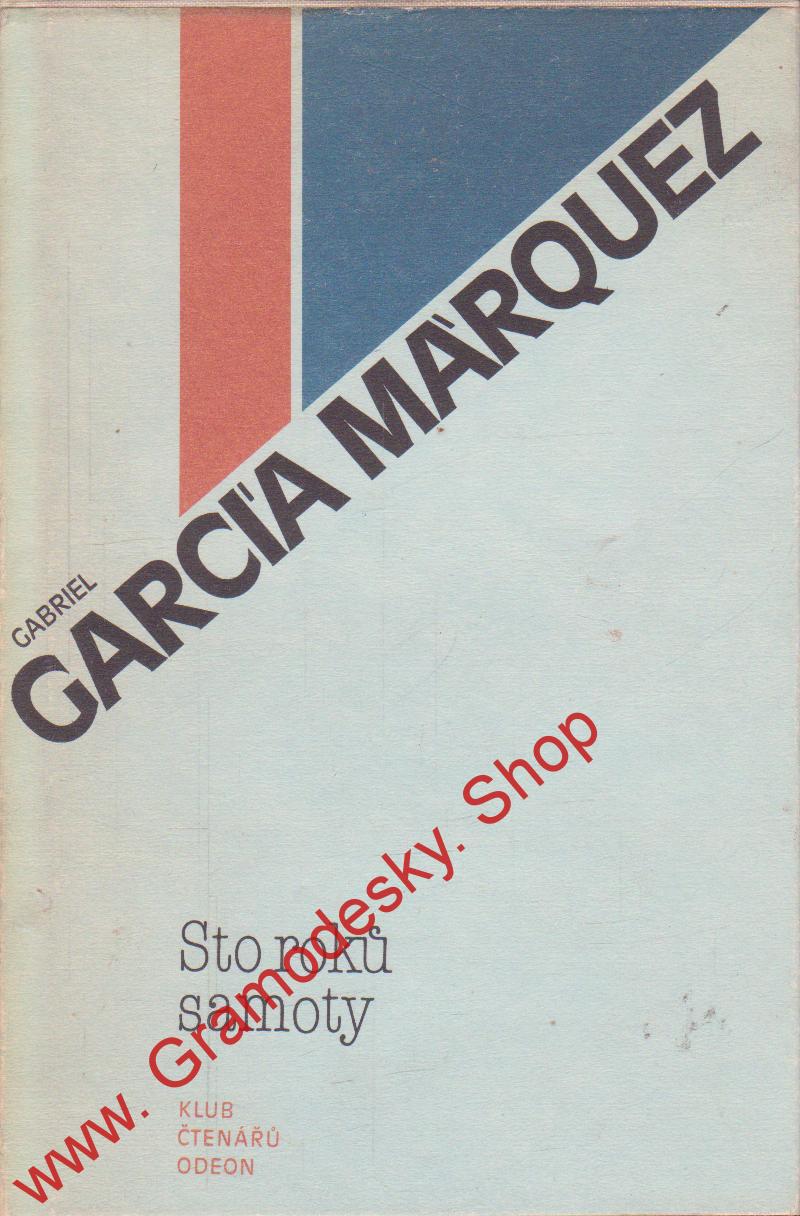 GABRIEL
GARCÍA MÁRQUEZ
Sto roků
samoty
KLUB
ČTENÁŘŮ
ODEON
www. Gramodesky. Shop